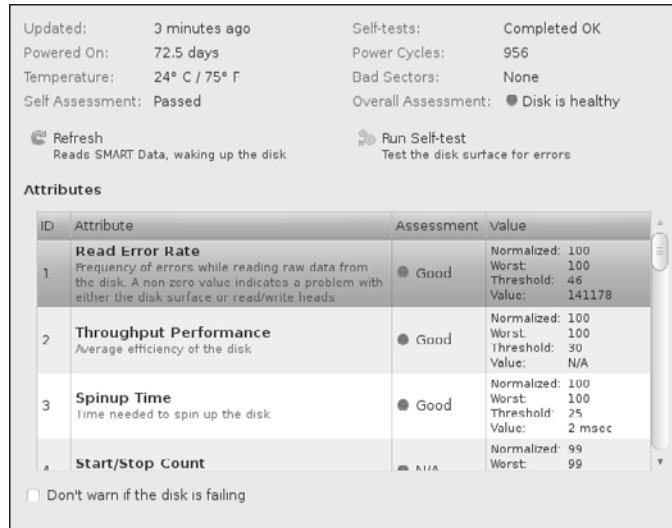 Updated: 3 minutes ago Self-tests: Completed OK
Powered On: 72.5 days Power Cycles: 956
Temperature: 24° C / 75° F Bad Sectors: None
Self Assessment: Passed Overall Assessment: Disk is healthy
Refresh Run Self-test
Reads SMART Data, waking up the disk Test the disk surface for errors
Attributes
ID Attribute Assessment Value
Read Error Rate Normalized: 100
Frequency of errors while reading raw data from Worst: 100
1 the disk. A non-zero value indicates a problem with Good Threshold: 46
either the disk surface or read/write heads Value: 141178
Normalized: 100
Throughput Performance Worst: 100
2 Average efficiency of the disk Good Threshold: 30
Value: N/A
Normalized: 100
Spinup Time Worst: 100
3 Time needed to spin up the disk Good Threshold: 25
Value: 2 msec
Normalized: 99
4 Start/Stop Count N/A Worst: 99
Don't warn if the disk is failing